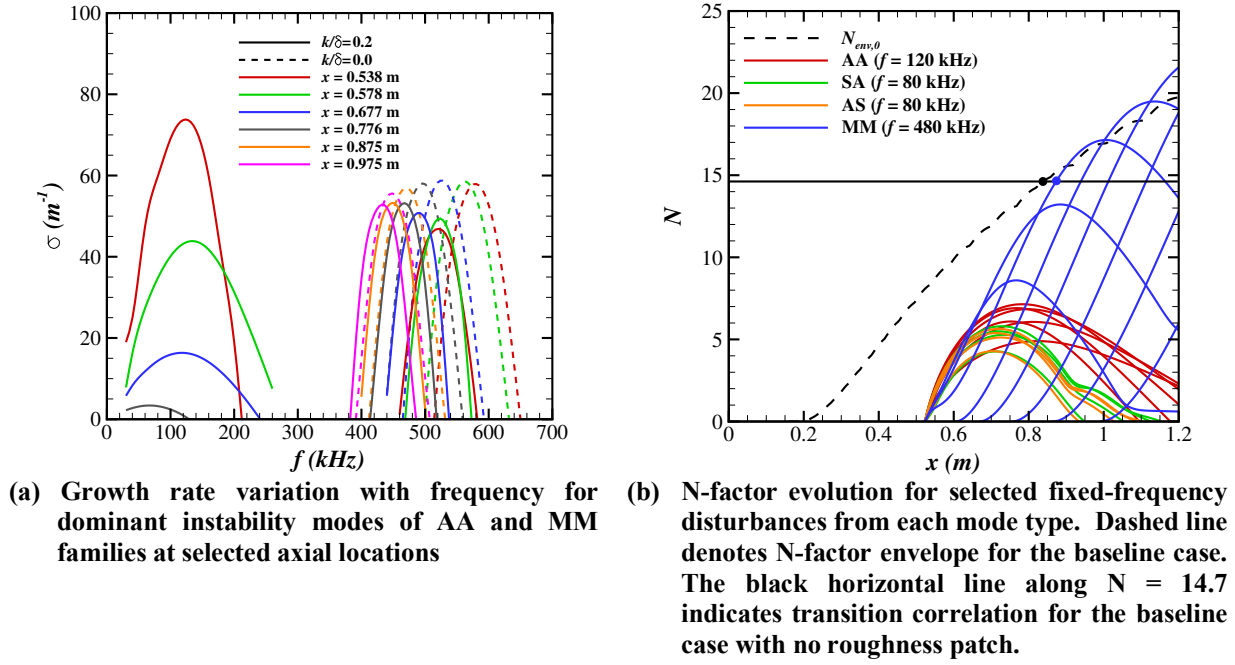 100
80
60
40
20
0
σ (m⁻¹)
k/δ=0.2
k/δ=0.0
x = 0.538 m
x = 0.578 m
x = 0.677 m
x = 0.776 m
x = 0.875 m
x = 0.975 m
0 100 200 300 400 500 600 700
f (kHz)
(a) Growth rate variation with frequency for
dominant instability modes of AA and MM
families at selected axial locations
25
20
15
10
5
0
N
N_env,0
AA (f = 120 kHz)
SA (f = 80 kHz)
AS (f = 80 kHz)
MM (f = 480 kHz)
0 0.2 0.4 0.6 0.8 1 1.2
x (m)
(b) N-factor evolution for selected fixed-frequency
disturbances from each mode type. Dashed line
denotes N-factor envelope for the baseline case.
The black horizontal line along N = 14.7
indicates transition correlation for the baseline
case with no roughness patch.